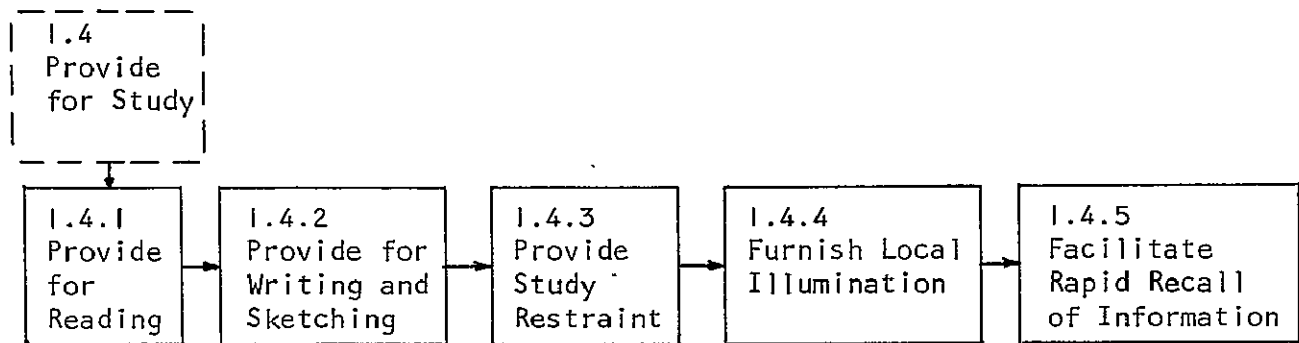 1.4
Provide
for Study
1.4.1
Provide
for
Reading
1.4.2
Provide for
Writing and
Sketching
1.4.3
Provide
Study
Restraint
1.4.4
Furnish Local
Illumination
1.4.5
Facilitate
Rapid Recall
of Information